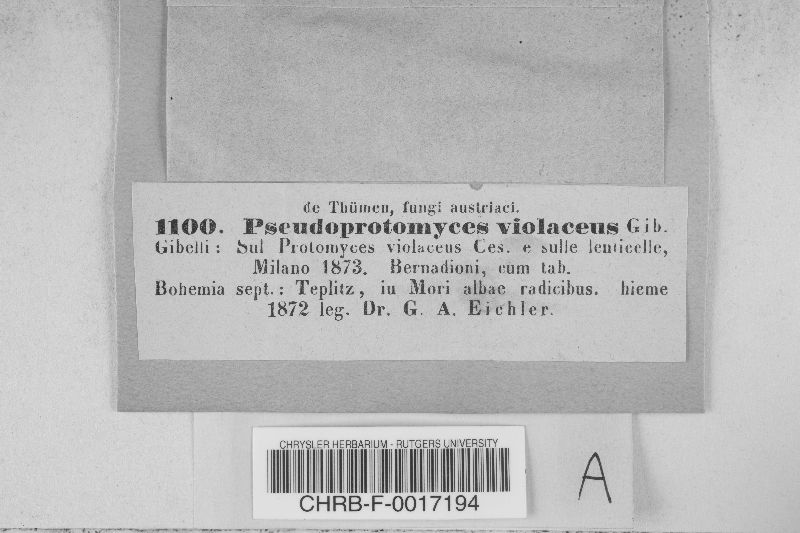 de Thümen, fungi austriaci.
1100. Pseudoprotomyces violaceus Gib.
Gibelli: Sul Protomyces violaceus Ces. e sulle lenticelle,
Milano 1873. Bernadioni, cum tab.
Bohemia sept.: Teplitz, in Mori albae radicibus. hieme
1872 leg. Dr. G. A. Eichler.
CHRYSLER HERBARIUM - RUTGERS UNIVERSITY
CHRB-F-0017194
A